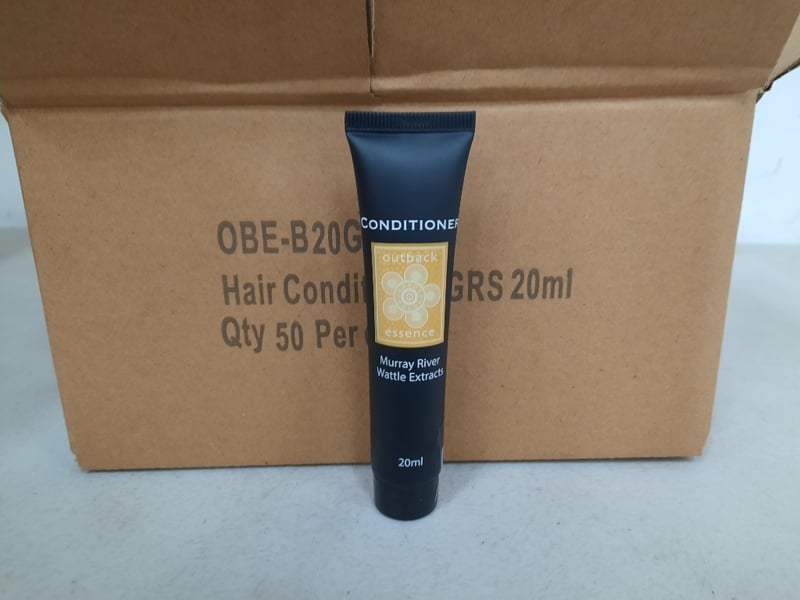 OBE-B20G
Hair Condit GRS 20ml
Qty 50 Per
CONDITIONER
outback
essence
Murray River
Wattle Extracts
20ml